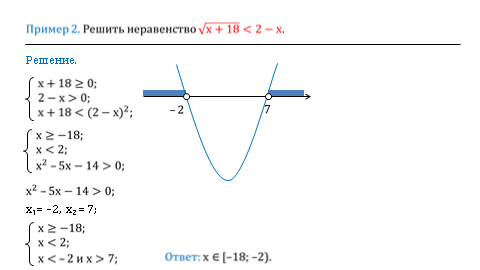 Пример 2. Решить неравенство √x + 18 < 2 − x.
Решение.
x + 18 ≥ 0;
2 − x > 0;
x + 18 < (2 − x)²;
x ≥ −18;
x < 2;
x² − 5x − 14 > 0;
x² − 5x − 14 > 0;
x₁= −2, x₂= 7;
x ≥ −18;
x < 2;
x < − 2 и x > 7;
− 2
7
Ответ: x ∈ [−18; −2).